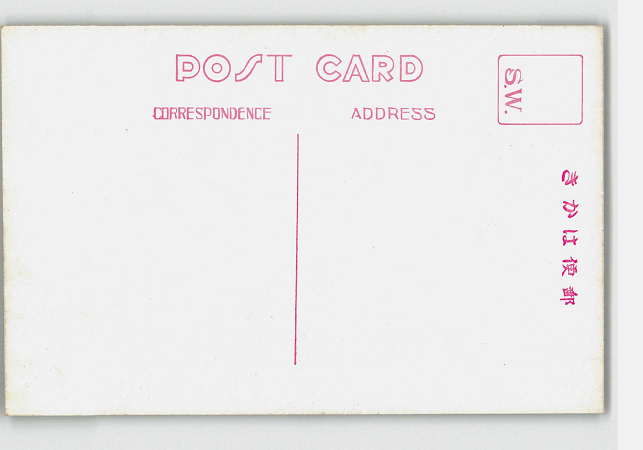 POST CARD
CORRESPONDENCE
ADDRESS
S.W.
郵便はかき